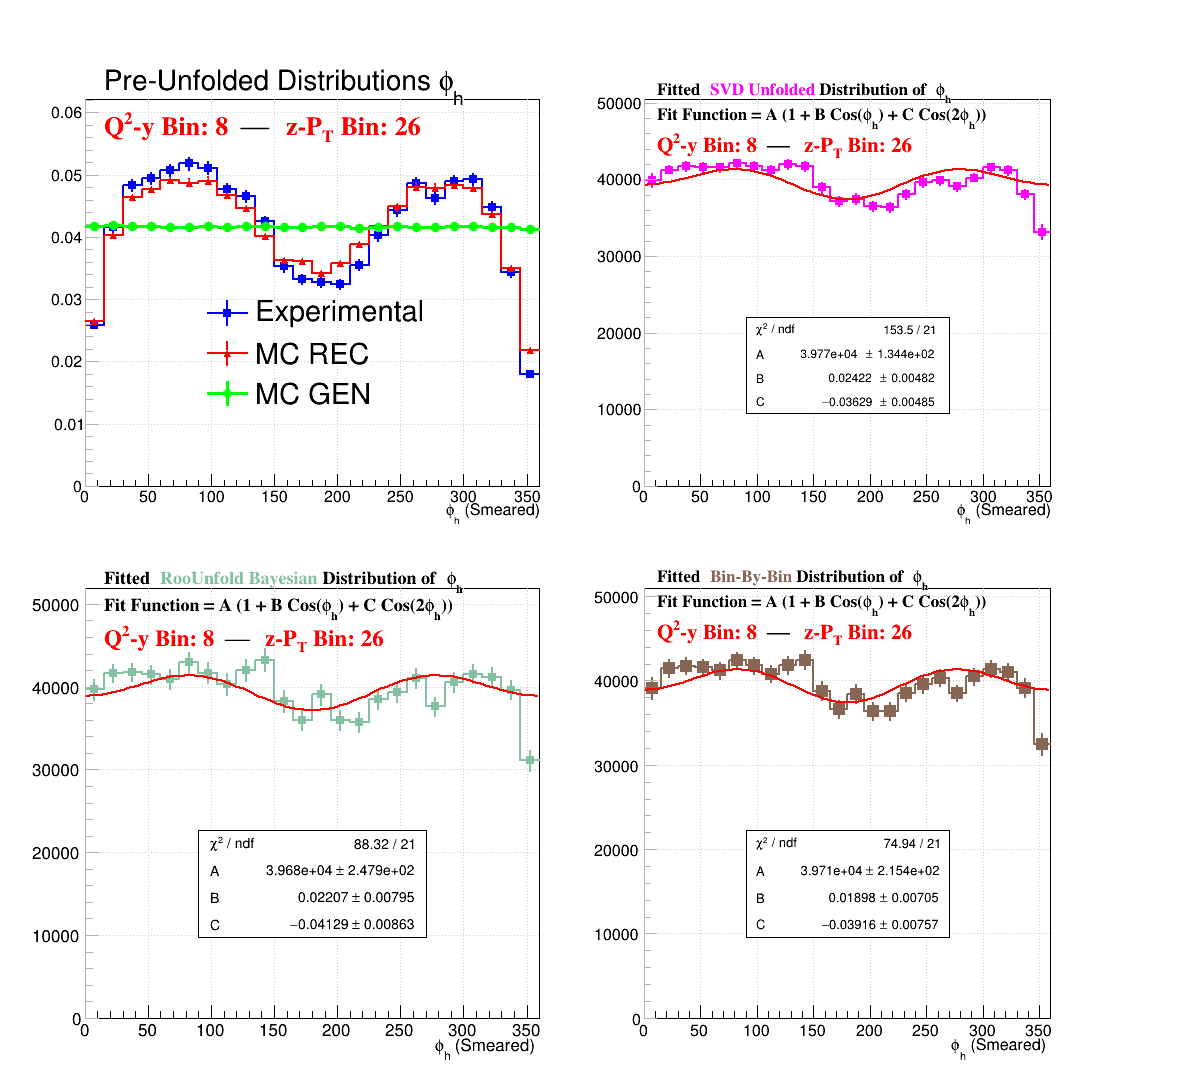 Pre-Unfolded Distributions ϕ_h
Q²-y Bin: 8 — z-P_T Bin: 26
0.06
0.05
0.04
0.03
0.02
0.01
0
Experimental
MC REC
MC GEN
0 50 100 150 200 250 300 350
ϕ_h (Smeared)
Fitted SVD Unfolded Distribution of ϕ_h
Fit Function = A (1 + B Cos(ϕ_h) + C Cos(2ϕ_h))
Q²-y Bin: 8 — z-P_T Bin: 26
50000
40000
30000
20000
10000
0
χ² / ndf 153.5 / 21
A 3.977e+04 ± 1.344e+02
B 0.02422 ± 0.00482
C −0.03629 ± 0.00485
0 50 100 150 200 250 300 350
ϕ_h (Smeared)
Fitted RooUnfold Bayesian Distribution of ϕ_h
Fit Function = A (1 + B Cos(ϕ_h) + C Cos(2ϕ_h))
Q²-y Bin: 8 — z-P_T Bin: 26
50000
40000
30000
20000
10000
0
χ² / ndf 88.32 / 21
A 3.968e+04 ± 2.479e+02
B 0.02207 ± 0.00795
C −0.04129 ± 0.00863
0 50 100 150 200 250 300 350
ϕ_h (Smeared)
Fitted Bin-By-Bin Distribution of ϕ_h
Fit Function = A (1 + B Cos(ϕ_h) + C Cos(2ϕ_h))
Q²-y Bin: 8 — z-P_T Bin: 26
50000
40000
30000
20000
10000
0
χ² / ndf 74.94 / 21
A 3.971e+04 ± 2.154e+02
B 0.01898 ± 0.00705
C −0.03916 ± 0.00757
0 50 100 150 200 250 300 350
ϕ_h (Smeared)